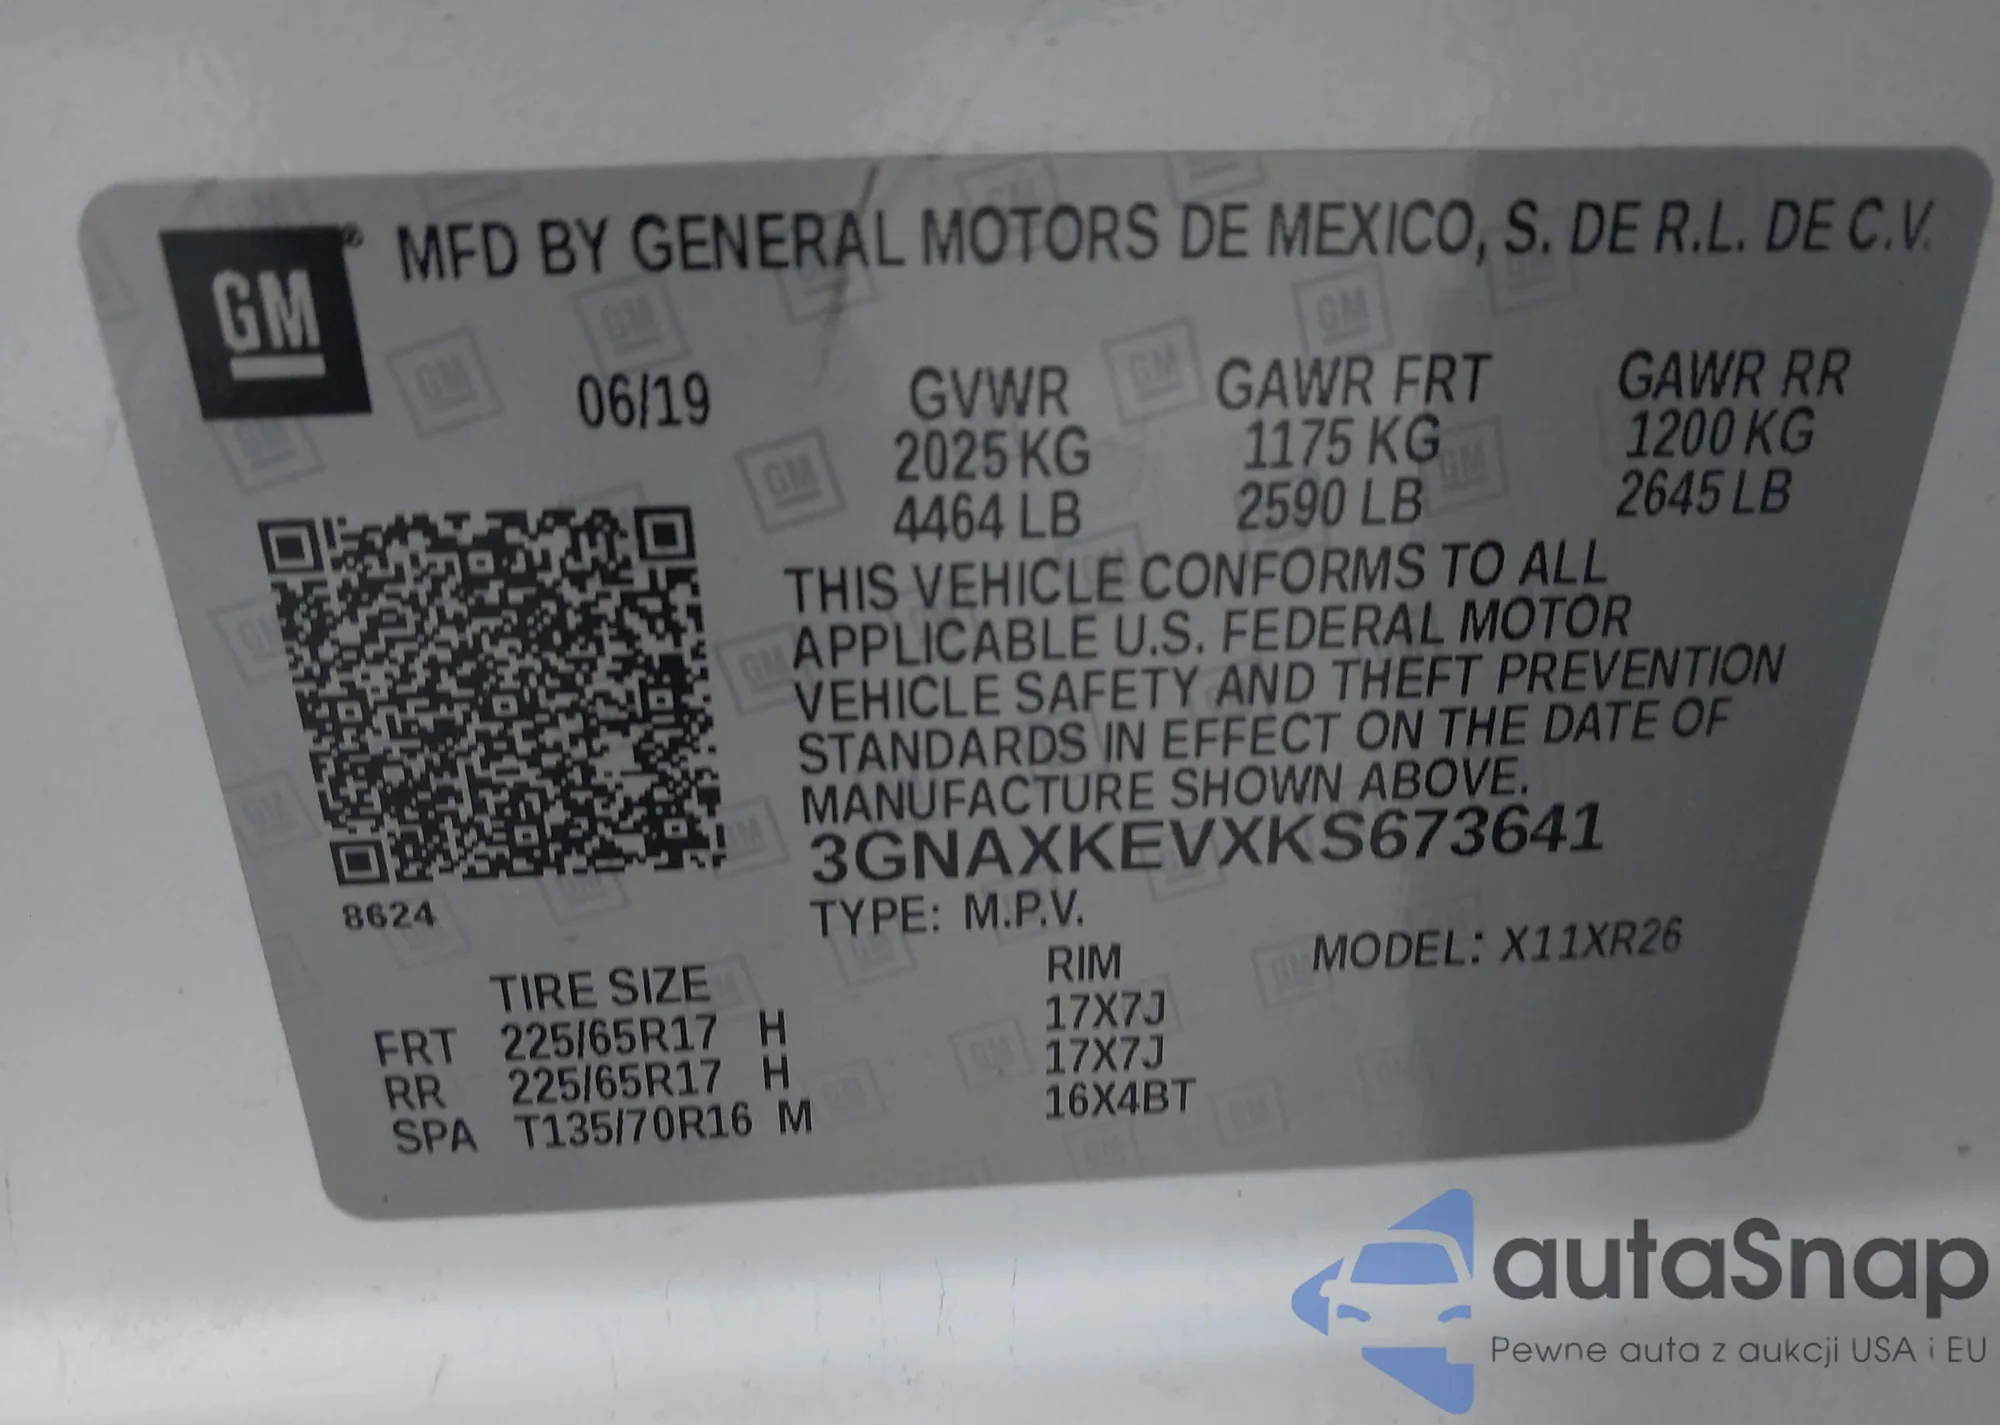 GM® MFD BY GENERAL MOTORS DE MEXICO, S. DE R.L. DE C.V.
06/19
GVWR GAWR FRT GAWR RR
2025 KG 1175 KG 1200 KG
4464 LB 2590 LB 2645 LB
THIS VEHICLE CONFORMS TO ALL
APPLICABLE U.S. FEDERAL MOTOR
VEHICLE SAFETY AND THEFT PREVENTION
STANDARDS IN EFFECT ON THE DATE OF
MANUFACTURE SHOWN ABOVE.
3GNAXKEVXKS673641
8624
TYPE: M.P.V. MODEL: X11XR26
TIRE SIZE RIM
FRT 225/65R17 H 17X7J
RR 225/65R17 H 17X7J
SPA T135/70R16 M 16X4BT
autaSnap
Pewne auta z aukcji USA i EU